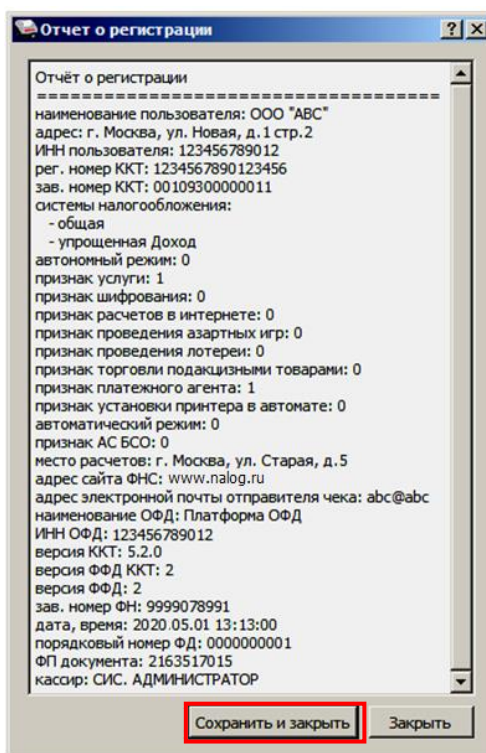 Отчет о регистрации
Отчёт о регистрации
=====================================
наименование пользователя: ООО "АВС"
адрес: г. Москва, ул. Новая, д.1 стр.2
ИНН пользователя: 123456789012
рег. номер ККТ: 1234567890123456
зав. номер ККТ: 00109300000011
системы налогообложения:
- общая
- упрощенная Доход
автономный режим: 0
признак услуги: 1
признак шифрования: 0
признак расчетов в интернете: 0
признак проведения азартных игр: 0
признак проведения лотереи: 0
признак торговли подакцизными товарами: 0
признак платежного агента: 1
признак установки принтера в автомате: 0
автоматический режим: 0
признак АС БСО: 0
место расчетов: г. Москва, ул. Старая, д.5
адрес сайта ФНС: www.nalog.ru
адрес электронной почты отправителя чека: abc@abc
наименование ОФД: Платформа ОФД
ИНН ОФД: 123456789012
версия ККТ: 5.2.0
версия ФФД ККТ: 2
версия ФФД: 2
зав. номер ФН: 9999078991
дата, время: 2020.05.01 13:13:00
порядковый номер ФД: 0000000001
ФП документа: 2163517015
кассир: СИС. АДМИНИСТРАТОР
Сохранить и закрыть Закрыть